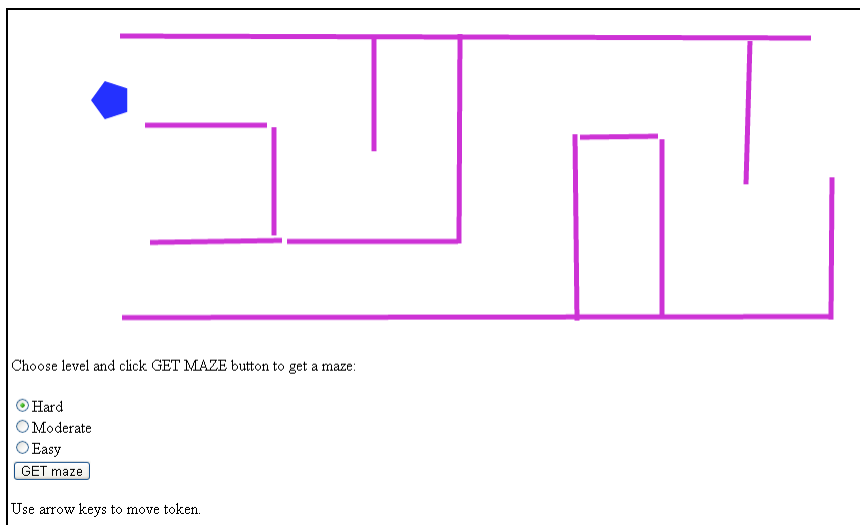 Choose level and click GET MAZE button to get a maze:
Hard
Moderate
Easy
GET maze
Use arrow keys to move token.